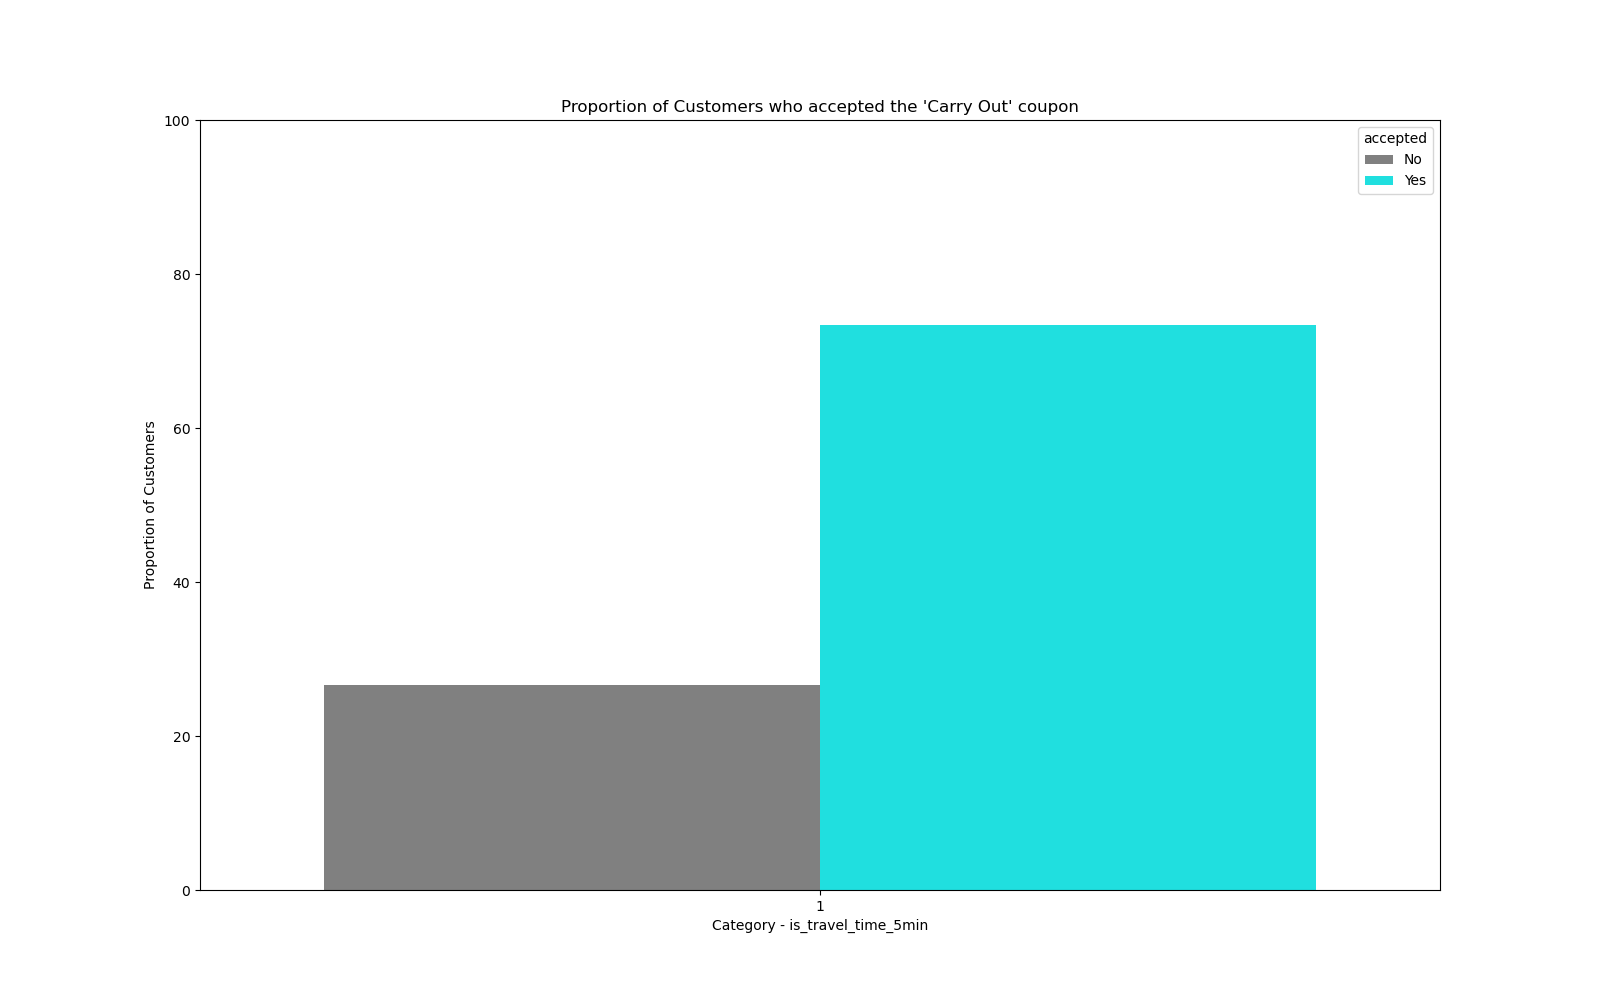 Proportion of Customers who accepted the 'Carry Out' coupon
100
80
60
40
20
0
Proportion of Customers
accepted
No
Yes
1
Category - is_travel_time_5min